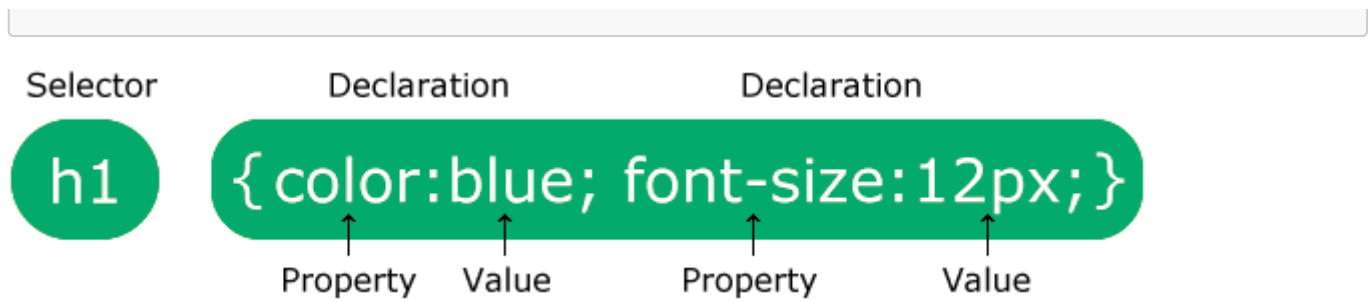 Selector Declaration Declaration
h1 {color:blue; font-size:12px;}
Property Value Property Value